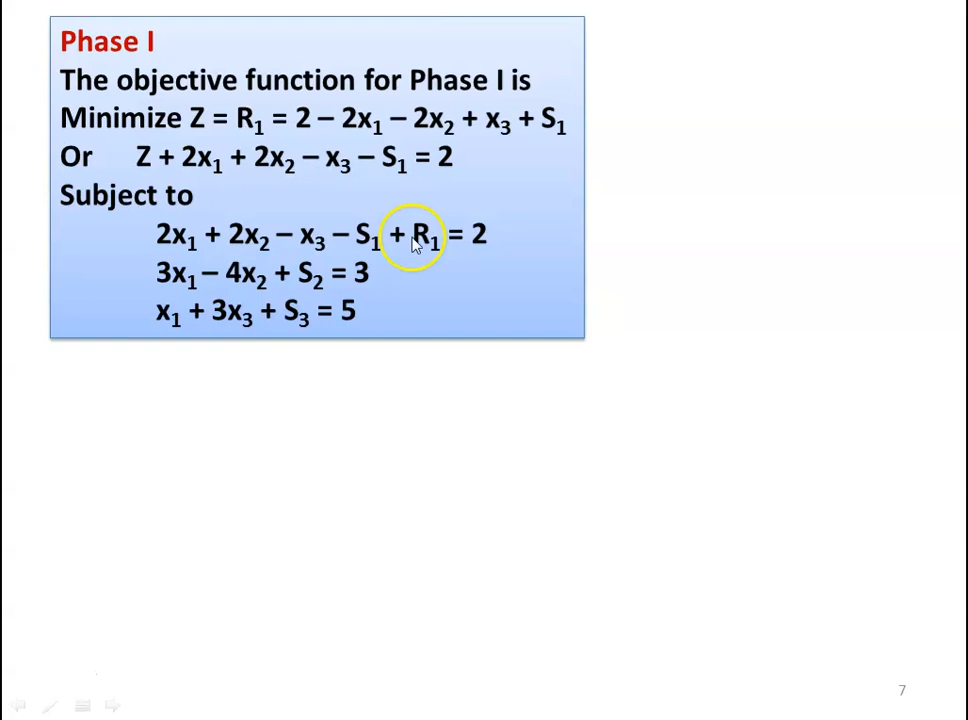 Phase I
The objective function for Phase I is
Minimize Z = R₁ = 2 – 2x₁ – 2x₂ + x₃ + S₁
Or Z + 2x₁ + 2x₂ – x₃ – S₁ = 2
Subject to
2x₁ + 2x₂ – x₃ – S₁ + R₁ = 2
3x₁ – 4x₂ + S₂ = 3
x₁ + 3x₃ + S₃ = 5
7